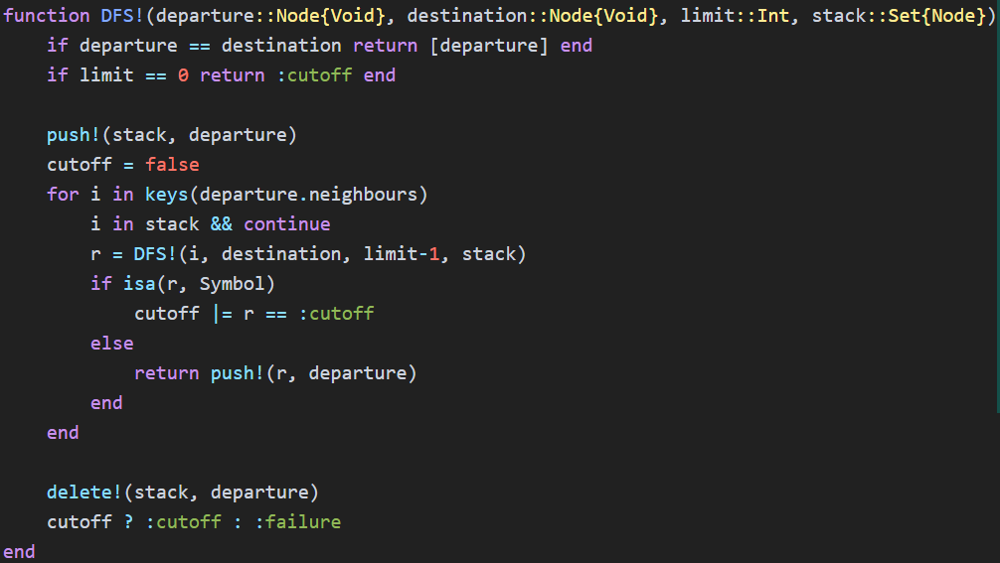 function DFS!(departure::Node{Void}, destination::Node{Void}, limit::Int, stack::Set{Node})
    if departure == destination return [departure] end
    if limit == 0 return :cutoff end

    push!(stack, departure)
    cutoff = false
    for i in keys(departure.neighbours)
        i in stack && continue
        r = DFS!(i, destination, limit-1, stack)
        if isa(r, Symbol)
            cutoff |= r == :cutoff
        else
            return push!(r, departure)
        end
    end

    delete!(stack, departure)
    cutoff ? :cutoff : :failure
end